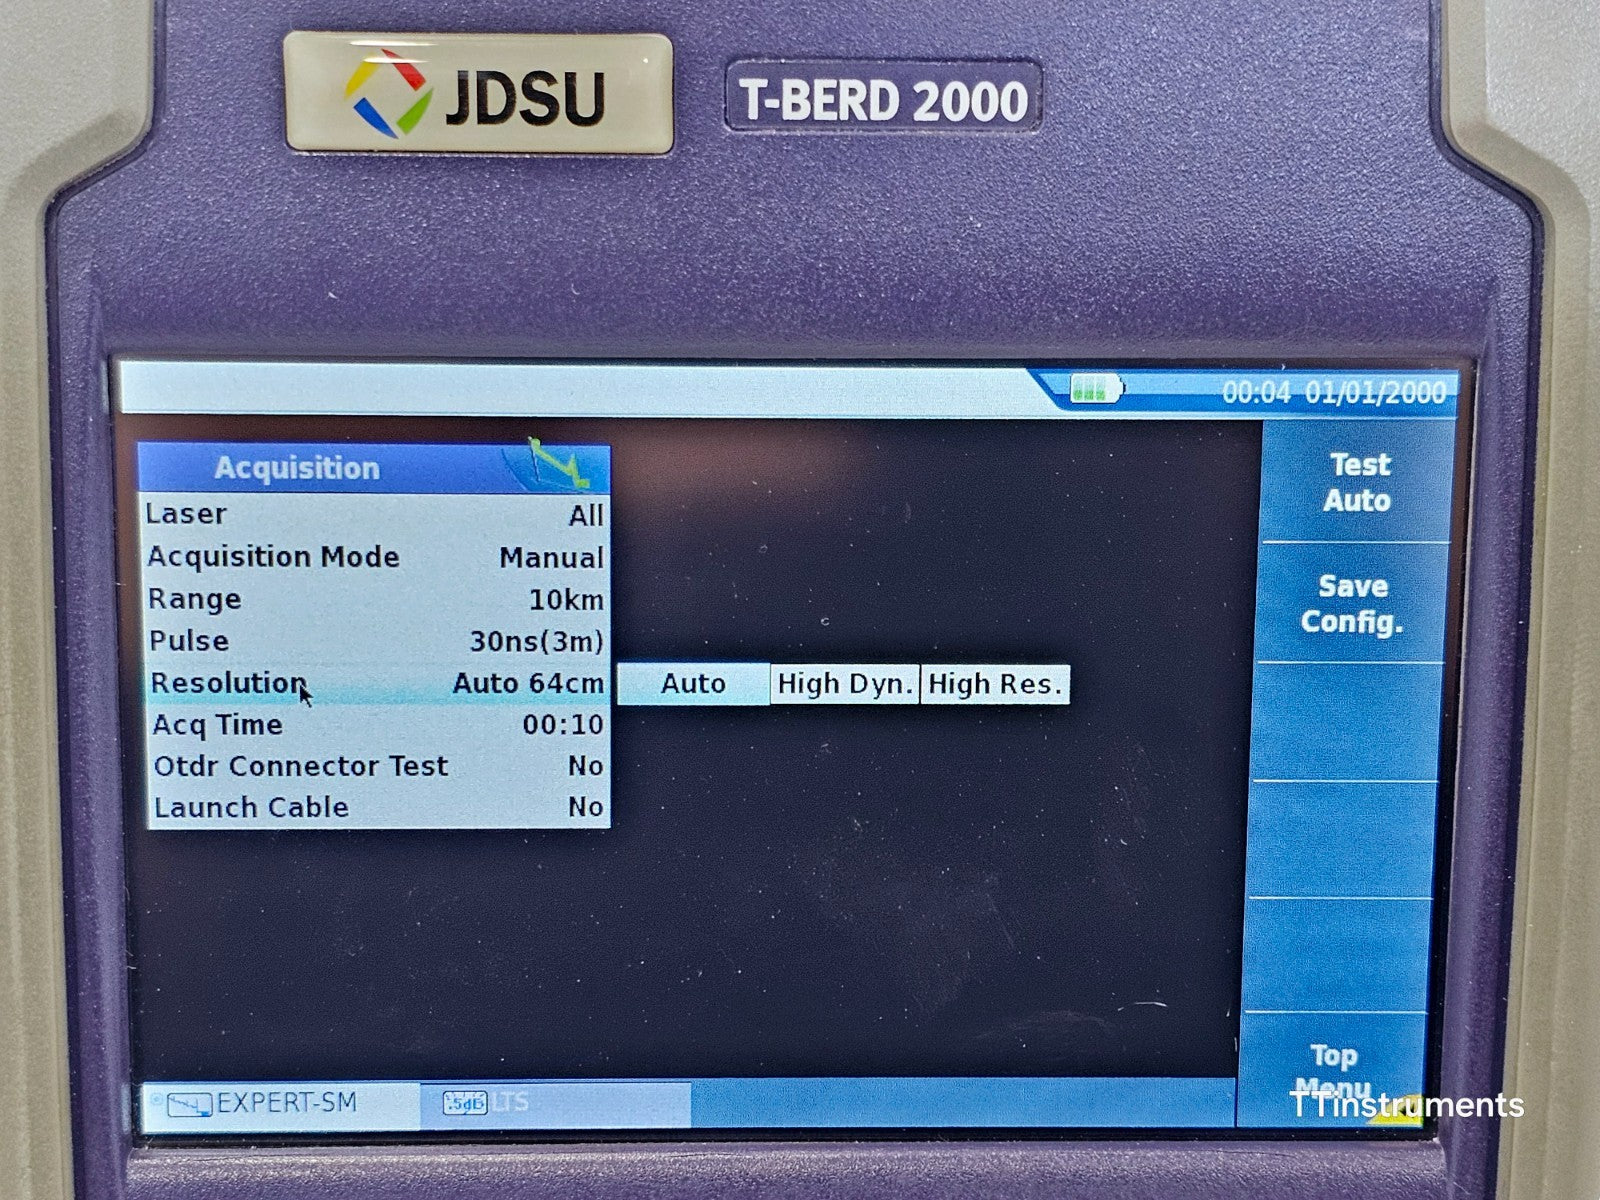 JDSU
T-BERD 2000
00:04 01/01/2000
Acquisition
Laser All
Acquisition Mode Manual
Range 10km
Pulse 30ns(3m)
Resolution Auto 64cm
Auto High Dyn. High Res.
Acq Time 00:10
Otdr Connector Test No
Launch Cable No
Test
Auto
Save
Config.
Top
Menu
EXPERT-SM
.5dB LTS
TTinstruments